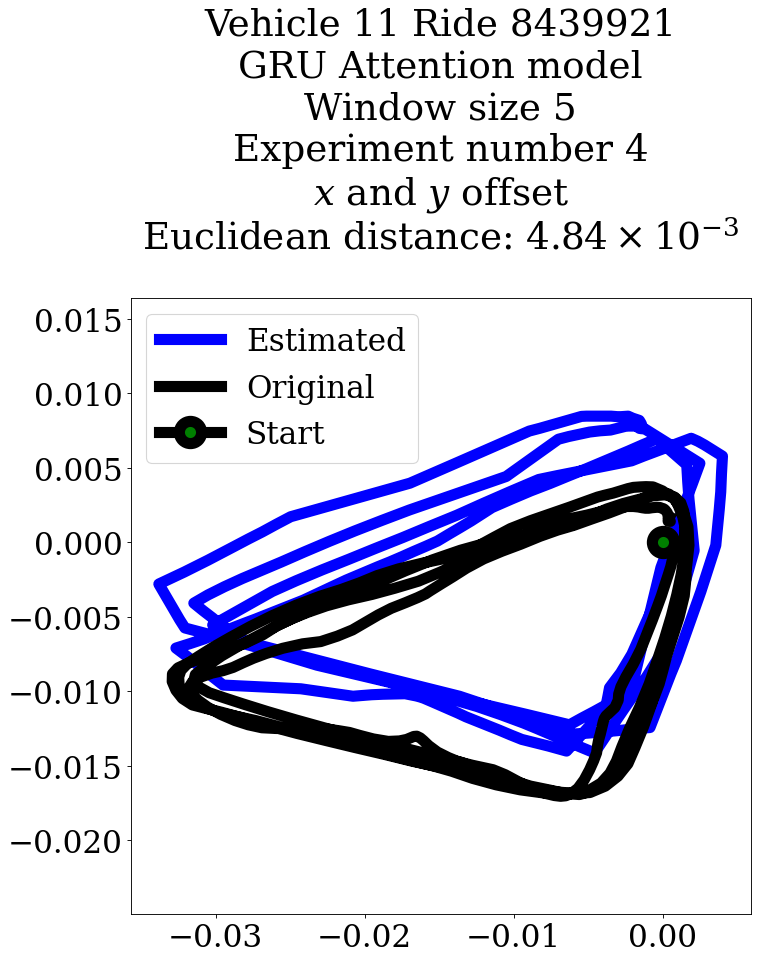 Vehicle 11 Ride 8439921
GRU Attention model
Window size 5
Experiment number 4
x and y offset
Euclidean distance: 4.84 × 10⁻³
Estimated
Original
Start
0.015
0.010
0.005
0.000
−0.005
−0.010
−0.015
−0.020
−0.03 −0.02 −0.01 0.00